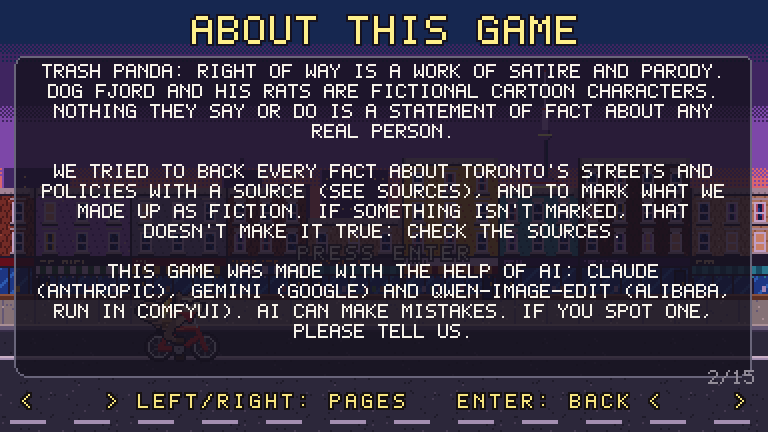 ABOUT THIS GAME
TRASH PANDA: RIGHT OF WAY IS A WORK OF SATIRE AND PARODY.
DOG FJORD AND HIS RATS ARE FICTIONAL CARTOON CHARACTERS.
NOTHING THEY SAY OR DO IS A STATEMENT OF FACT ABOUT ANY
REAL PERSON.
WE TRIED TO BACK EVERY FACT ABOUT TORONTO'S STREETS AND
POLICIES WITH A SOURCE (SEE SOURCES), AND TO MARK WHAT WE
MADE UP AS FICTION. IF SOMETHING ISN'T MARKED, THAT
DOESN'T MAKE IT TRUE: CHECK THE SOURCES.
PRESS ENTER
THIS GAME WAS MADE WITH THE HELP OF AI: CLAUDE
(ANTHROPIC), GEMINI (GOOGLE) AND QWEN-IMAGE-EDIT (ALIBABA,
RUN IN COMFYUI). AI CAN MAKE MISTAKES. IF YOU SPOT ONE,
PLEASE TELL US.
2/15
< > LEFT/RIGHT: PAGES ENTER: BACK < >